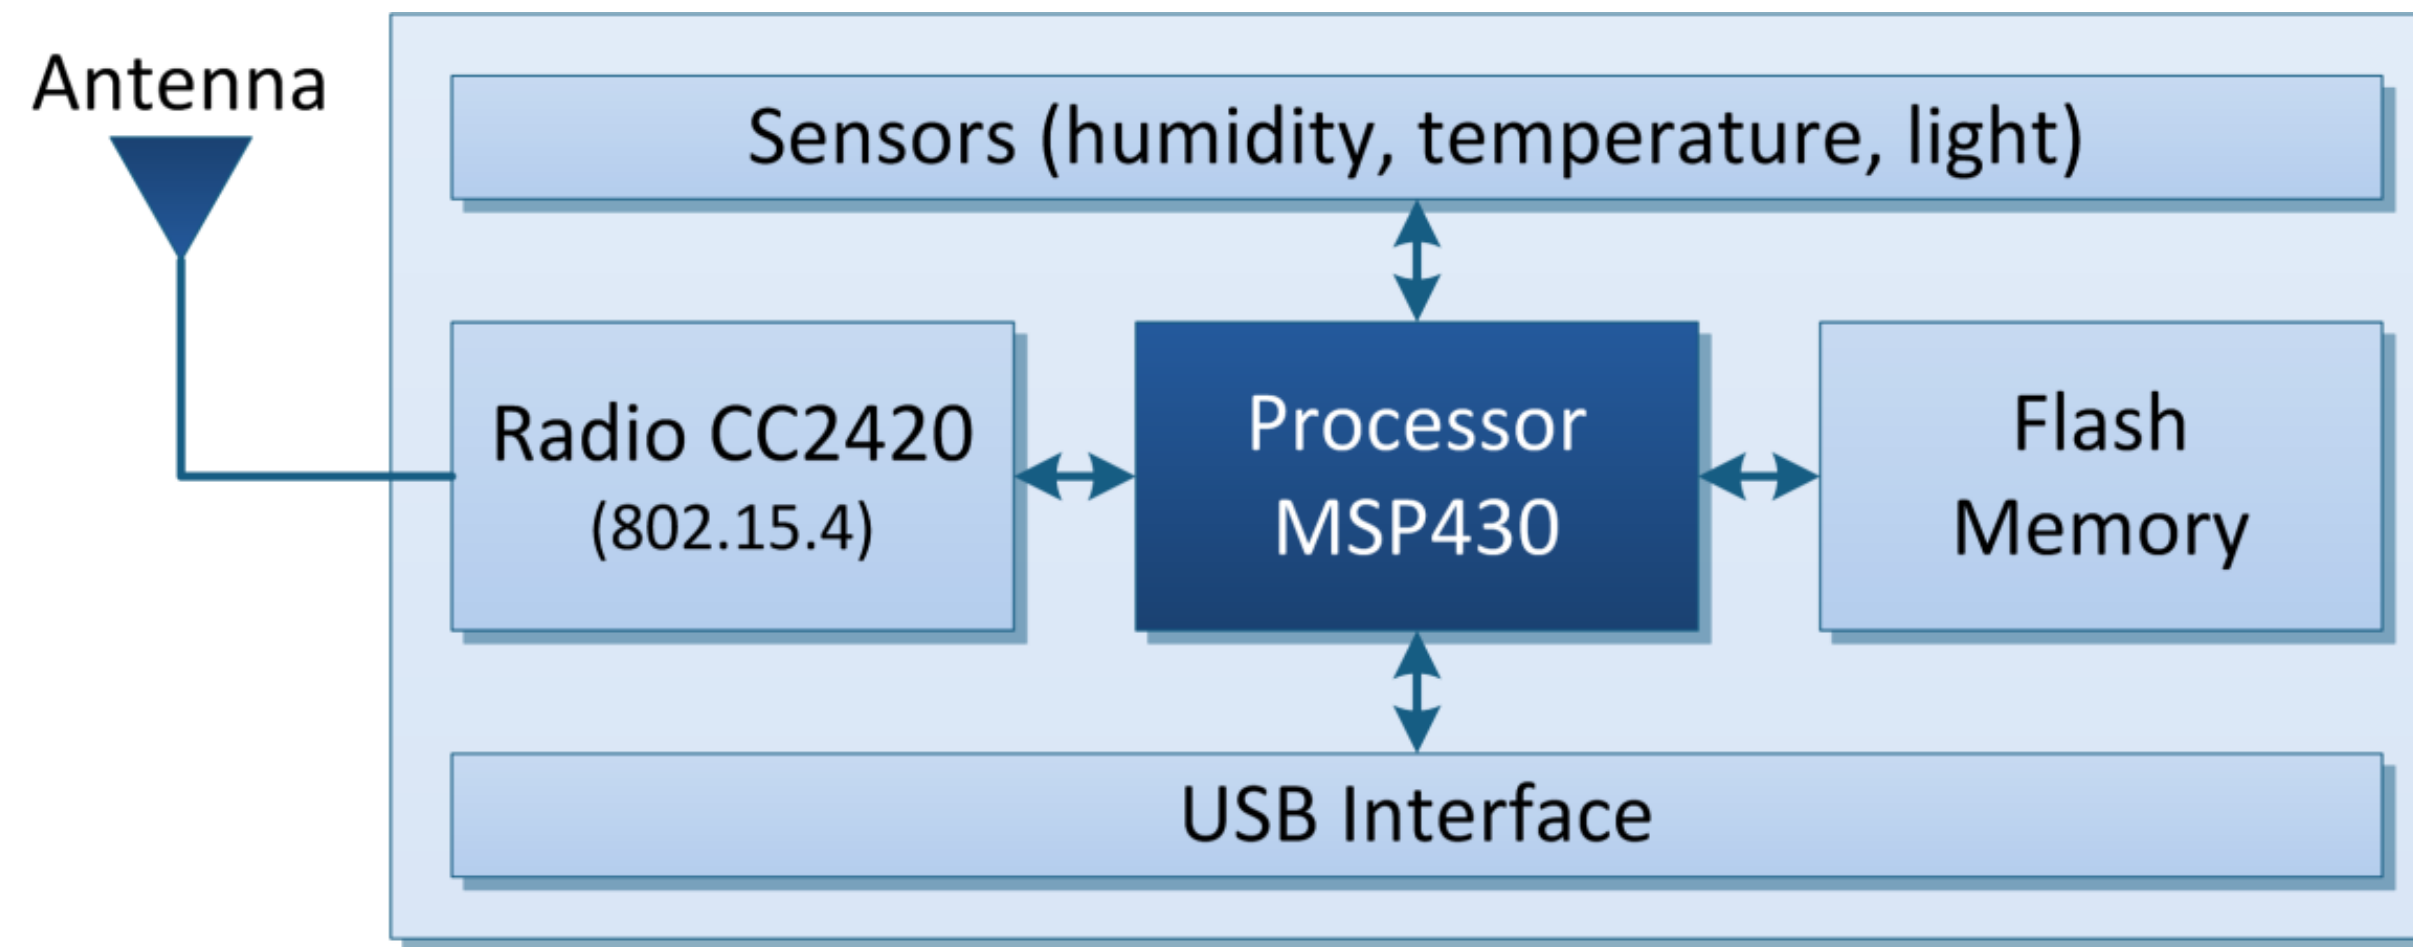 Antenna
Sensors (humidity, temperature, light)
Radio CC2420
(802.15.4)
Processor
MSP430
Flash
Memory
USB Interface